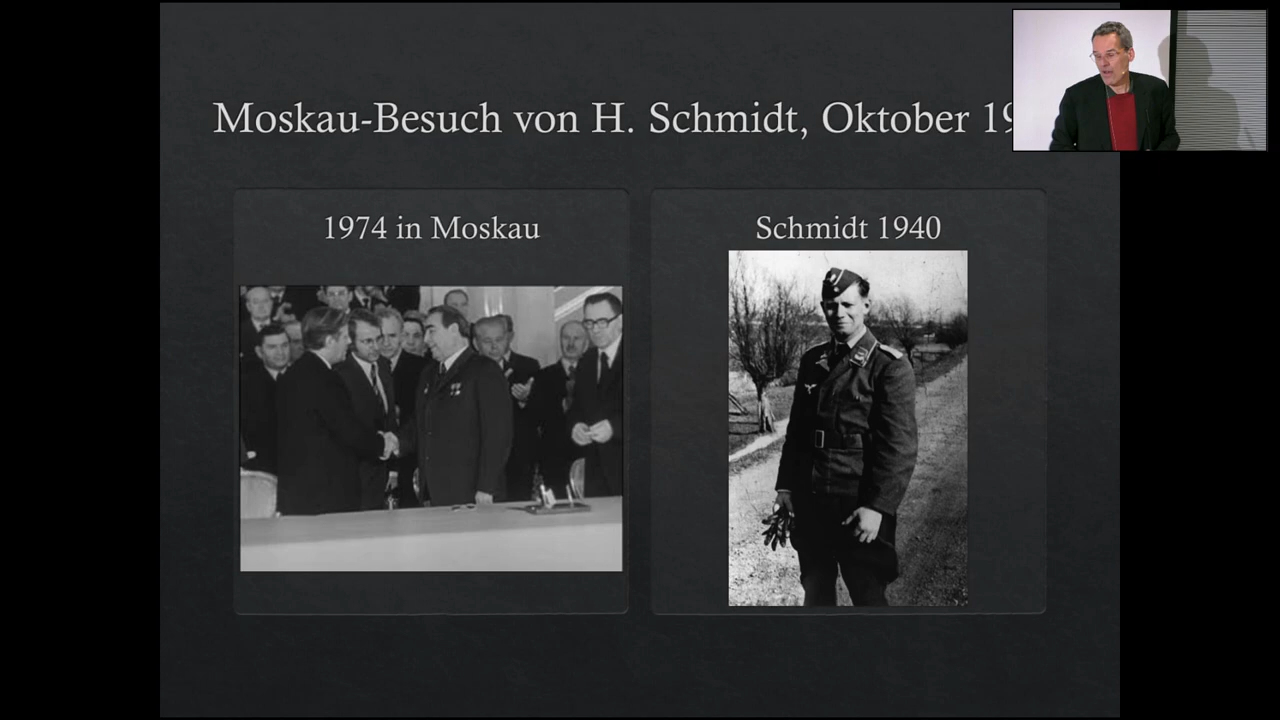 Moskau-Besuch von H. Schmidt, Oktober 19
1974 in Moskau
Schmidt 1940